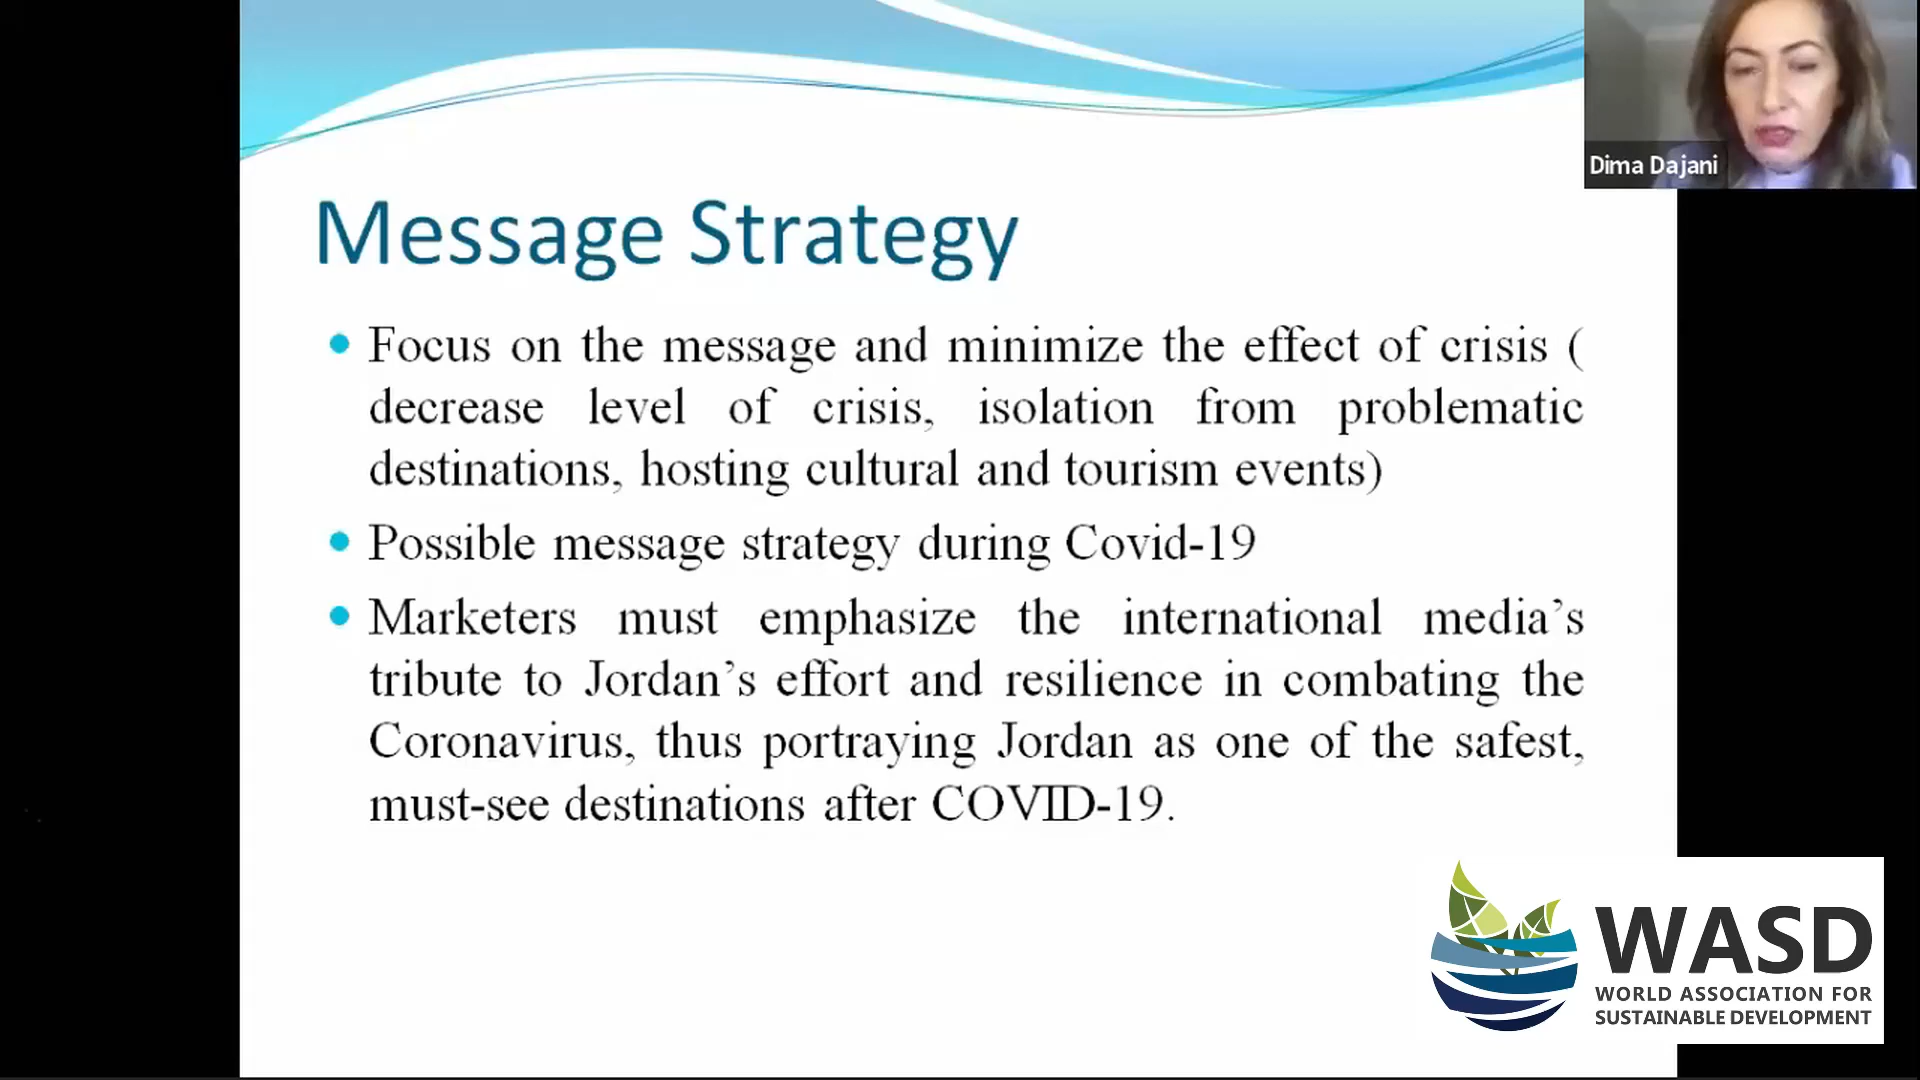 Dima Dajani
Message Strategy
Focus on the message and minimize the effect of crisis (
decrease level of crisis, isolation from problematic
destinations, hosting cultural and tourism events)
Possible message strategy during Covid-19
Marketers must emphasize the international media's
tribute to Jordan's effort and resilience in combating the
Coronavirus, thus portraying Jordan as one of the safest,
must-see destinations after COVID-19.
WASD
WORLD ASSOCIATION FOR
SUSTAINABLE DEVELOPMENT